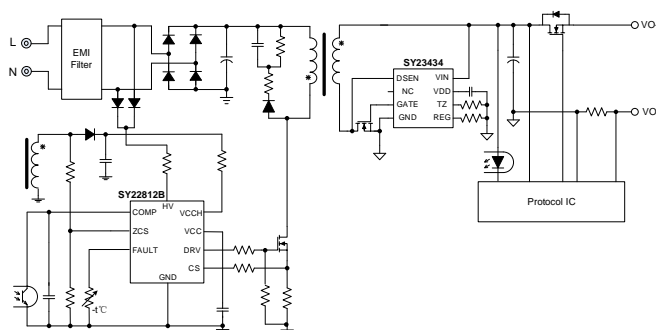 L
N
EMI
Filter
VO
SY23434
DSEN
VIN
NC
VDD
GATE
TZ
GND
REG
VO
SY22812B
COMP
HV
VCCH
ZCS
VCC
FAULT
DRV
CS
GND
-t℃
Protocol IC